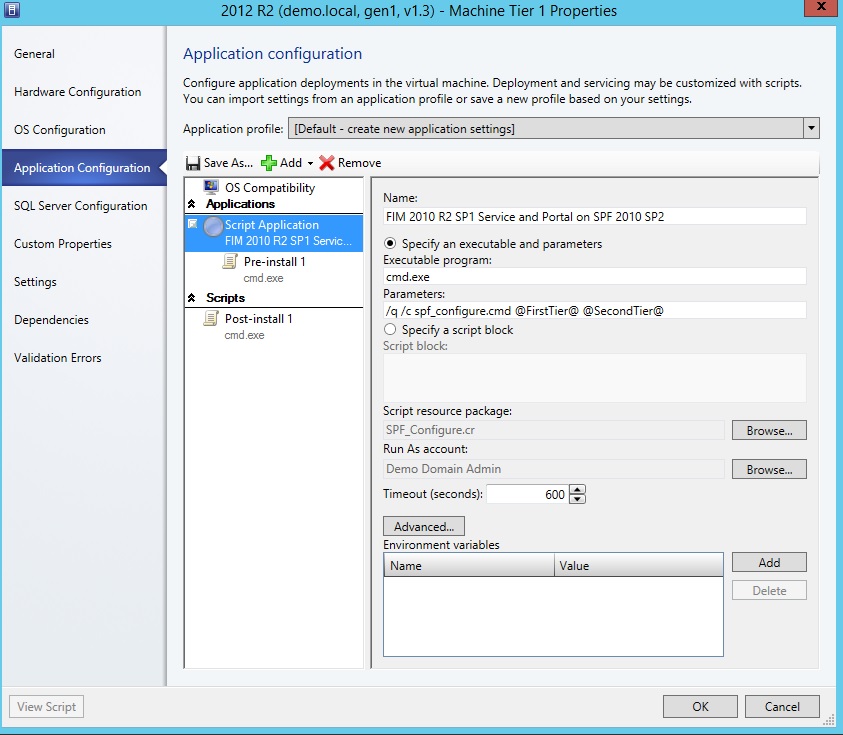 2012 R2 (demo.local, gen1, v1.3) - Machine Tier 1 Properties
X
General
Hardware Configuration
OS Configuration
Application Configuration
SQL Server Configuration
Custom Properties
Settings
Dependencies
Validation Errors
Application configuration
Configure application deployments in the virtual machine. Deployment and servicing may be customized with scripts.
You can import settings from an application profile or save a new profile based on your settings.
Application profile: [Default - create new application settings]
Save As... Add Remove
OS Compatibility
Applications
Script Application
FIM 2010 R2 SP1 Servic...
Pre-install 1
cmd.exe
Scripts
Post-install 1
cmd.exe
Name:
FIM 2010 R2 SP1 Service and Portal on SPF 2010 SP2
Specify an executable and parameters
Executable program:
cmd.exe
Parameters:
/q /c spf_configure.cmd @FirstTier@ @SecondTier@
Specify a script block
Script block:
Script resource package:
SPF_Configure.cr Browse...
Run As account:
Demo Domain Admin Browse...
Timeout (seconds): 600
Advanced...
Environment variables
Name Value Add
Delete
View Script OK Cancel